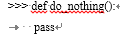 >>> def do_nothing():
→ pass↵